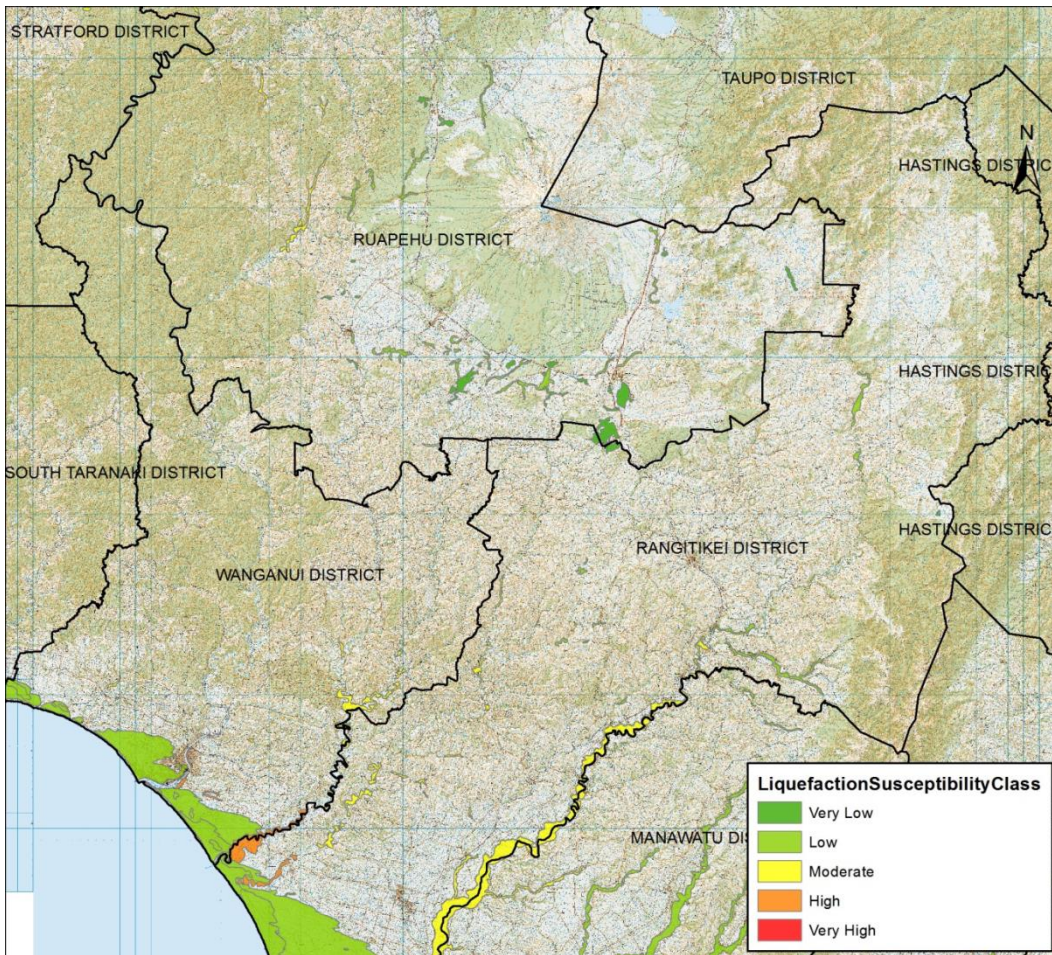 STRATFORD DISTRICT
TAUPO DISTRICT
N
HASTINGS DISTRIC
RUAPEHU DISTRICT
HASTINGS DISTRIC
SOUTH TARANAKI DISTRICT
HASTINGS DISTRIC
RANGITIKEI DISTRICT
WANGANUI DISTRICT
MANAWATU DIS
LiquefactionSusceptibilityClass
Very Low
Low
Moderate
High
Very High